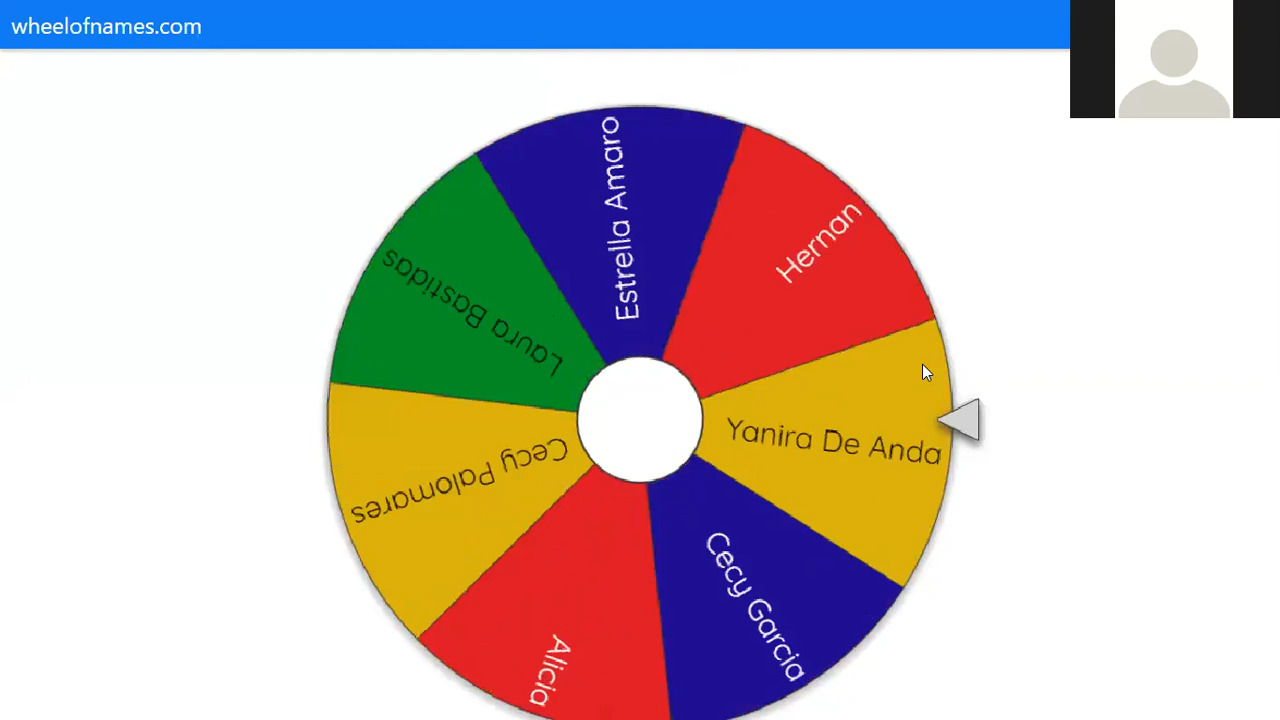 wheelofnames.com
Estrella Amaro
Hernan
Yanira De Anda
Cecy Garcia
Alicia
Cecy Palomares
Laura Bastidas